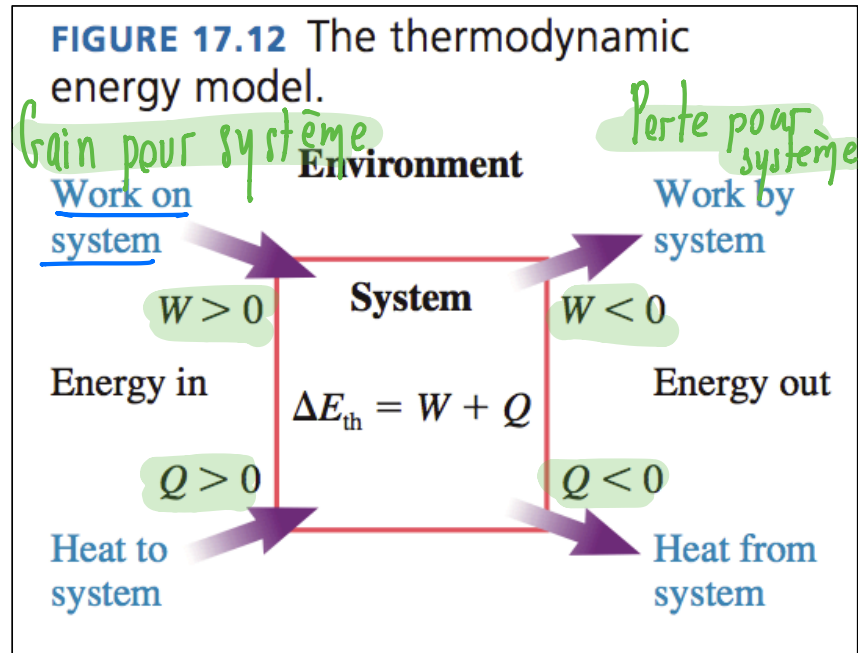 FIGURE 17.12 The thermodynamic
energy model.
Gain pour système
Perte pour
système
Environment
Work on
system
Work by
system
W > 0
System
W < 0
Energy in
ΔE_th = W + Q
Energy out
Q > 0
Q < 0
Heat to
system
Heat from
system